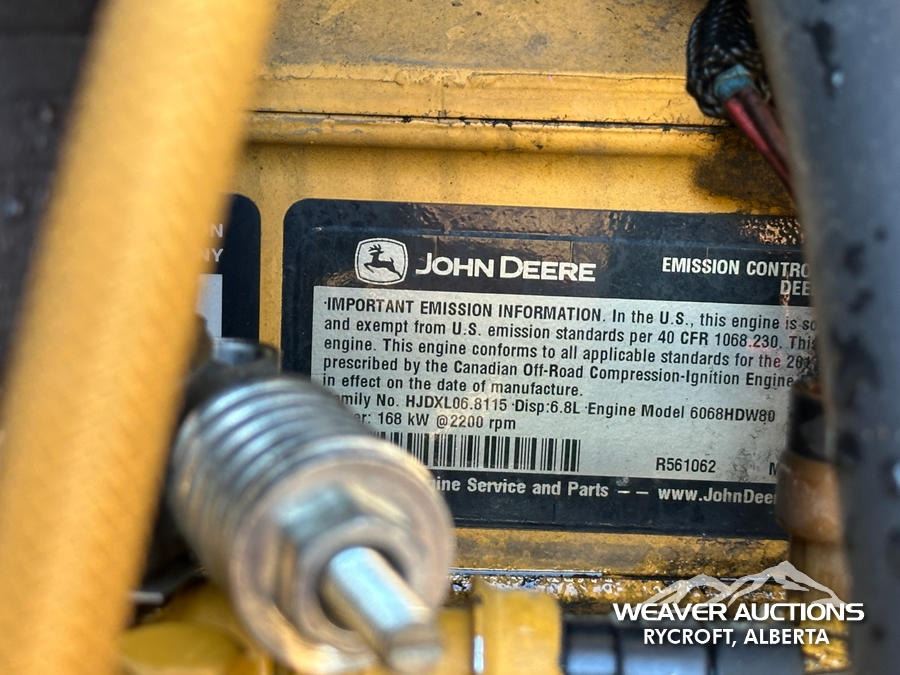 N
NY
JOHN DEERE
EMISSION CONTRO
DEE
·IMPORTANT EMISSION INFORMATION. In the U.S., this engine is so
and exempt from U.S. emission standards per 40 CFR 1068.230. This
engine. This engine conforms to all applicable standards for the 201
prescribed by the Canadian Off-Road Compression-Ignition Engine
in effect on the date of manufacture.
amily No. HJDXL06.8115 ·Disp:6.8L ·Engine Model 6068HDW80
er: 168 kW @2200 rpm
R561062 M
ine Service and Parts – – www.JohnDeer
WEAVER AUCTIONS
RYCROFT, ALBERTA